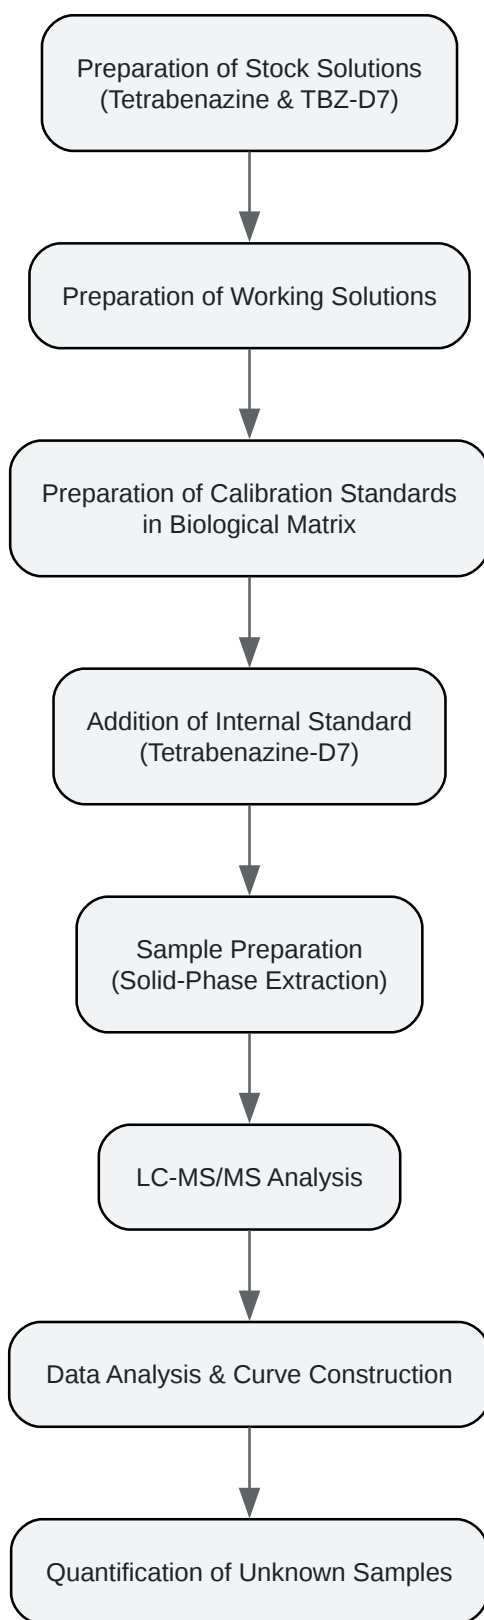 Preparation of Stock Solutions
(Tetrabenazine & TBZ-D7)
Preparation of Working Solutions
Preparation of Calibration Standards
in Biological Matrix
Addition of Internal Standard
(Tetrabenazine-D7)
Sample Preparation
(Solid-Phase Extraction)
LC-MS/MS Analysis
Data Analysis & Curve Construction
Quantification of Unknown Samples